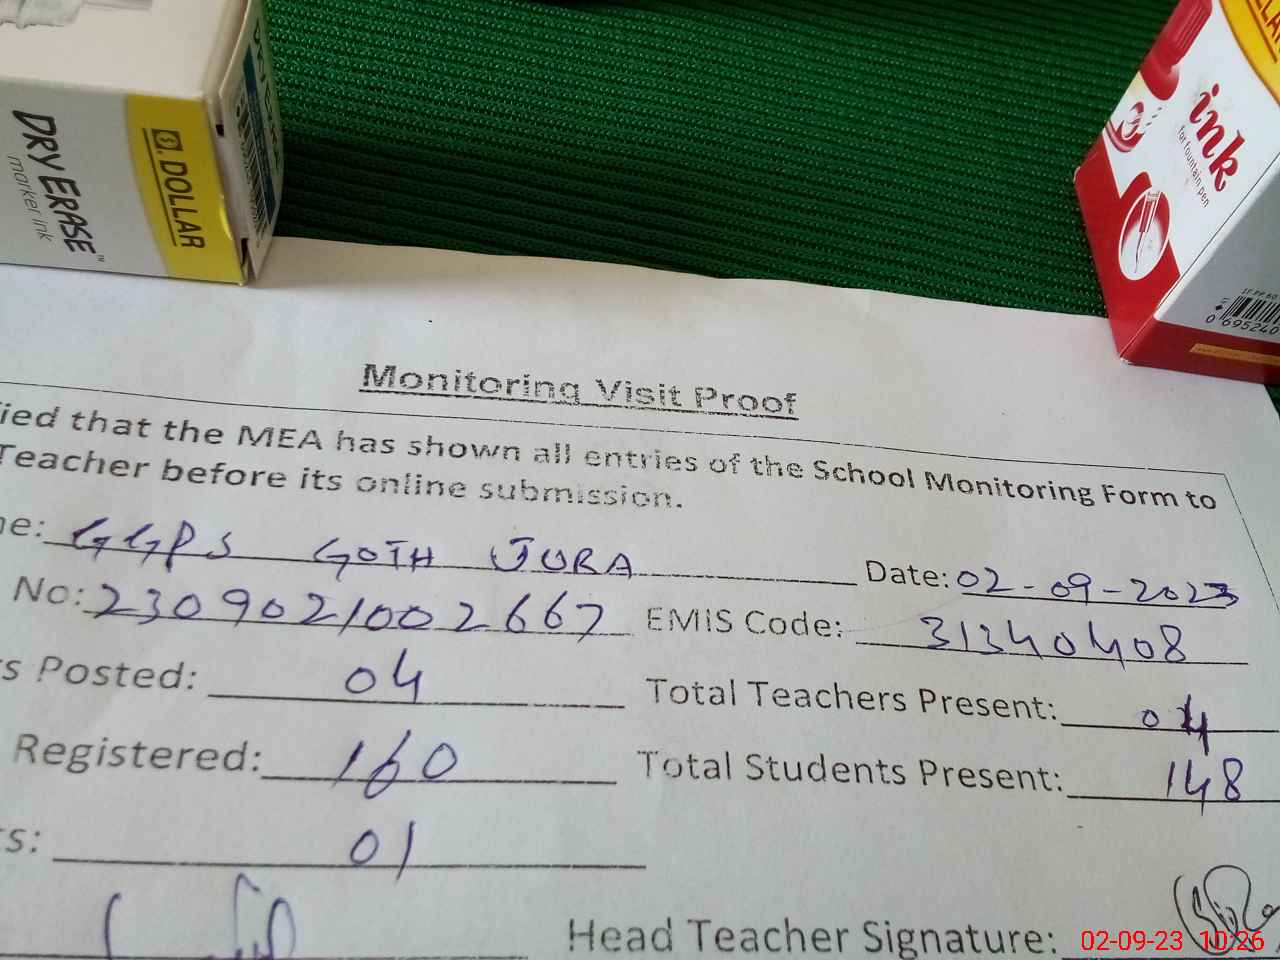 DRY ERASE™
marker ink
$. DOLLAR
ink
for fountain pen
0 695240
Monitoring Visit Proof
ied that the MEA has shown all entries of the School Monitoring Form to
Teacher before its online submission.
e: GGPS GOTH JURA Date: 02-09-2023
No: 2309021002667 EMIS Code: 31340408
s Posted: 04 Total Teachers Present: 04
Registered: 160 Total Students Present: 148
s: 01
Head Teacher Signature:
02-09-23 10:26